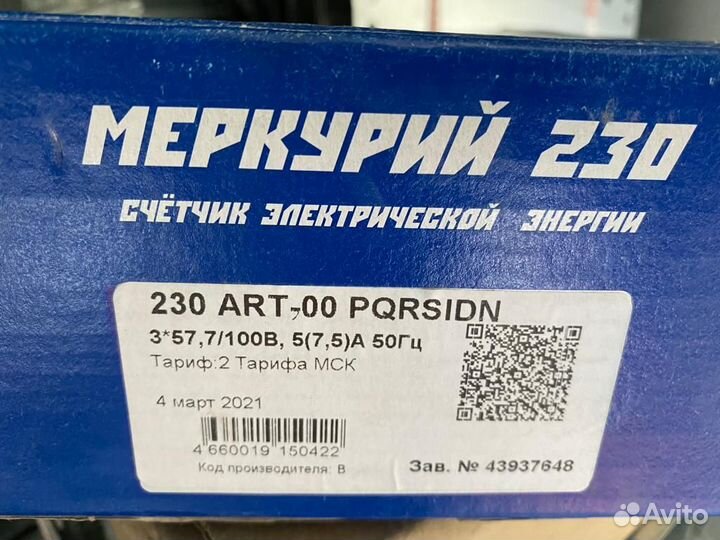 МЕРКУРИЙ 230
СЧЁТЧИК ЭЛЕКТРИЧЕСКОЙ ЭНЕРГИИ
230 ART-00 PQRSIDN
3*57,7/100В, 5(7,5)А 50Гц
Тариф:2 Тарифа МСК
4 март 2021
4 660019 150422
Код производителя: В
Зав. № 43937648
Avito